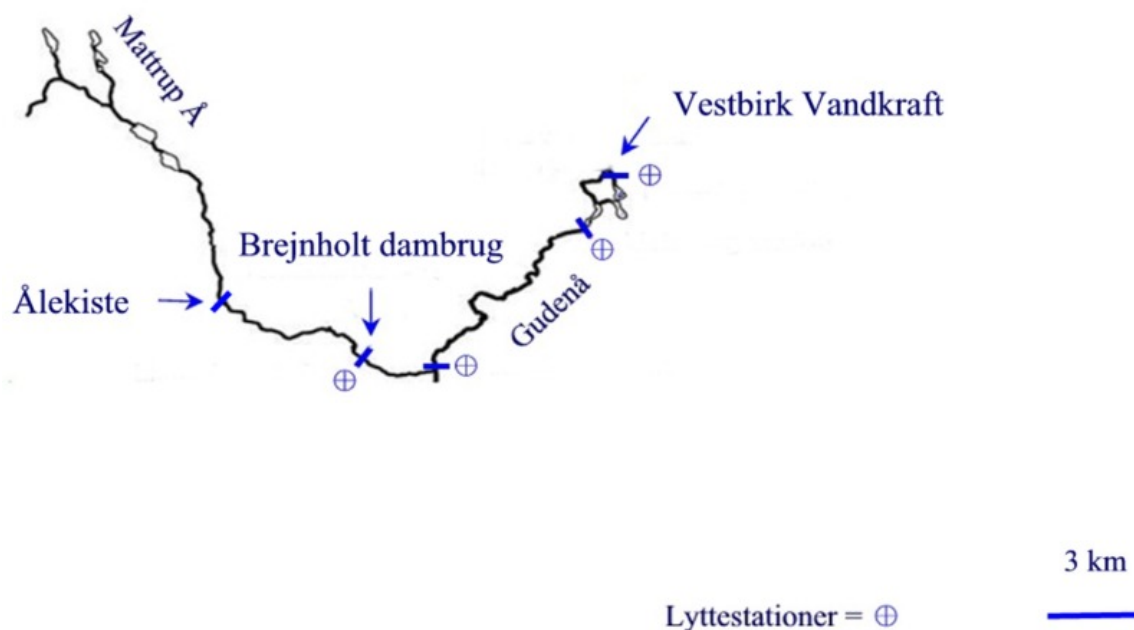 Mattrup Å
Vestbirk Vandkraft
Brejnholt dambrug
Ålekiste
Gudenå
3 km
Lyttestationer =